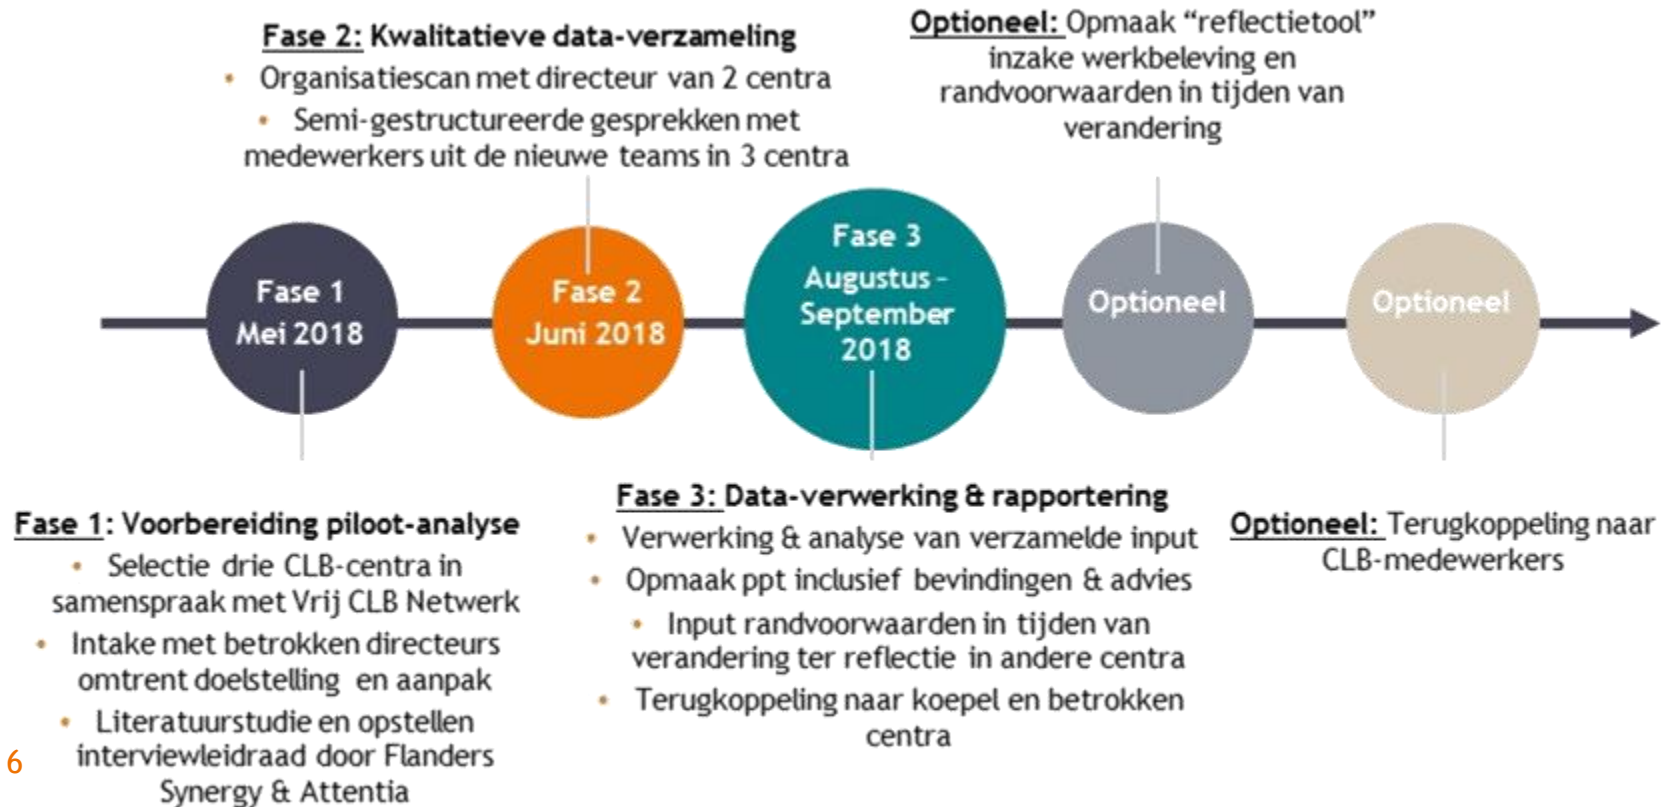 Fase 2: Kwalitatieve data-verzameling
• Organisatiescan met directeur van 2 centra
• Semi-gestructureerde gesprekken met
medewerkers uit de nieuwe teams in 3 centra
Optioneel: Opmaak “reflectietool”
inzake werkbeleving en
randvoorwaarden in tijden van
verandering
Fase 1
Mei 2018
Fase 2
Juni 2018
Fase 3
Augustus –
September
2018
Optioneel
Optioneel
Fase 1: Voorbereiding piloot-analyse
• Selectie drie CLB-centra in
samenspraak met Vrij CLB Netwerk
• Intake met betrokken directeurs
omtrent doelstelling en aanpak
• Literatuurstudie en opstellen
interviewleidraad door Flanders
Synergy & Attentia
Fase 3: Data-verwerking & rapportering
• Verwerking & analyse van verzamelde input
• Opmaak ppt inclusief bevindingen & advies
• Input randvoorwaarden in tijden van
verandering ter reflectie in andere centra
• Terugkoppeling naar koepel en betrokken
centra
Optioneel: Terugkoppeling naar
CLB-medewerkers
6